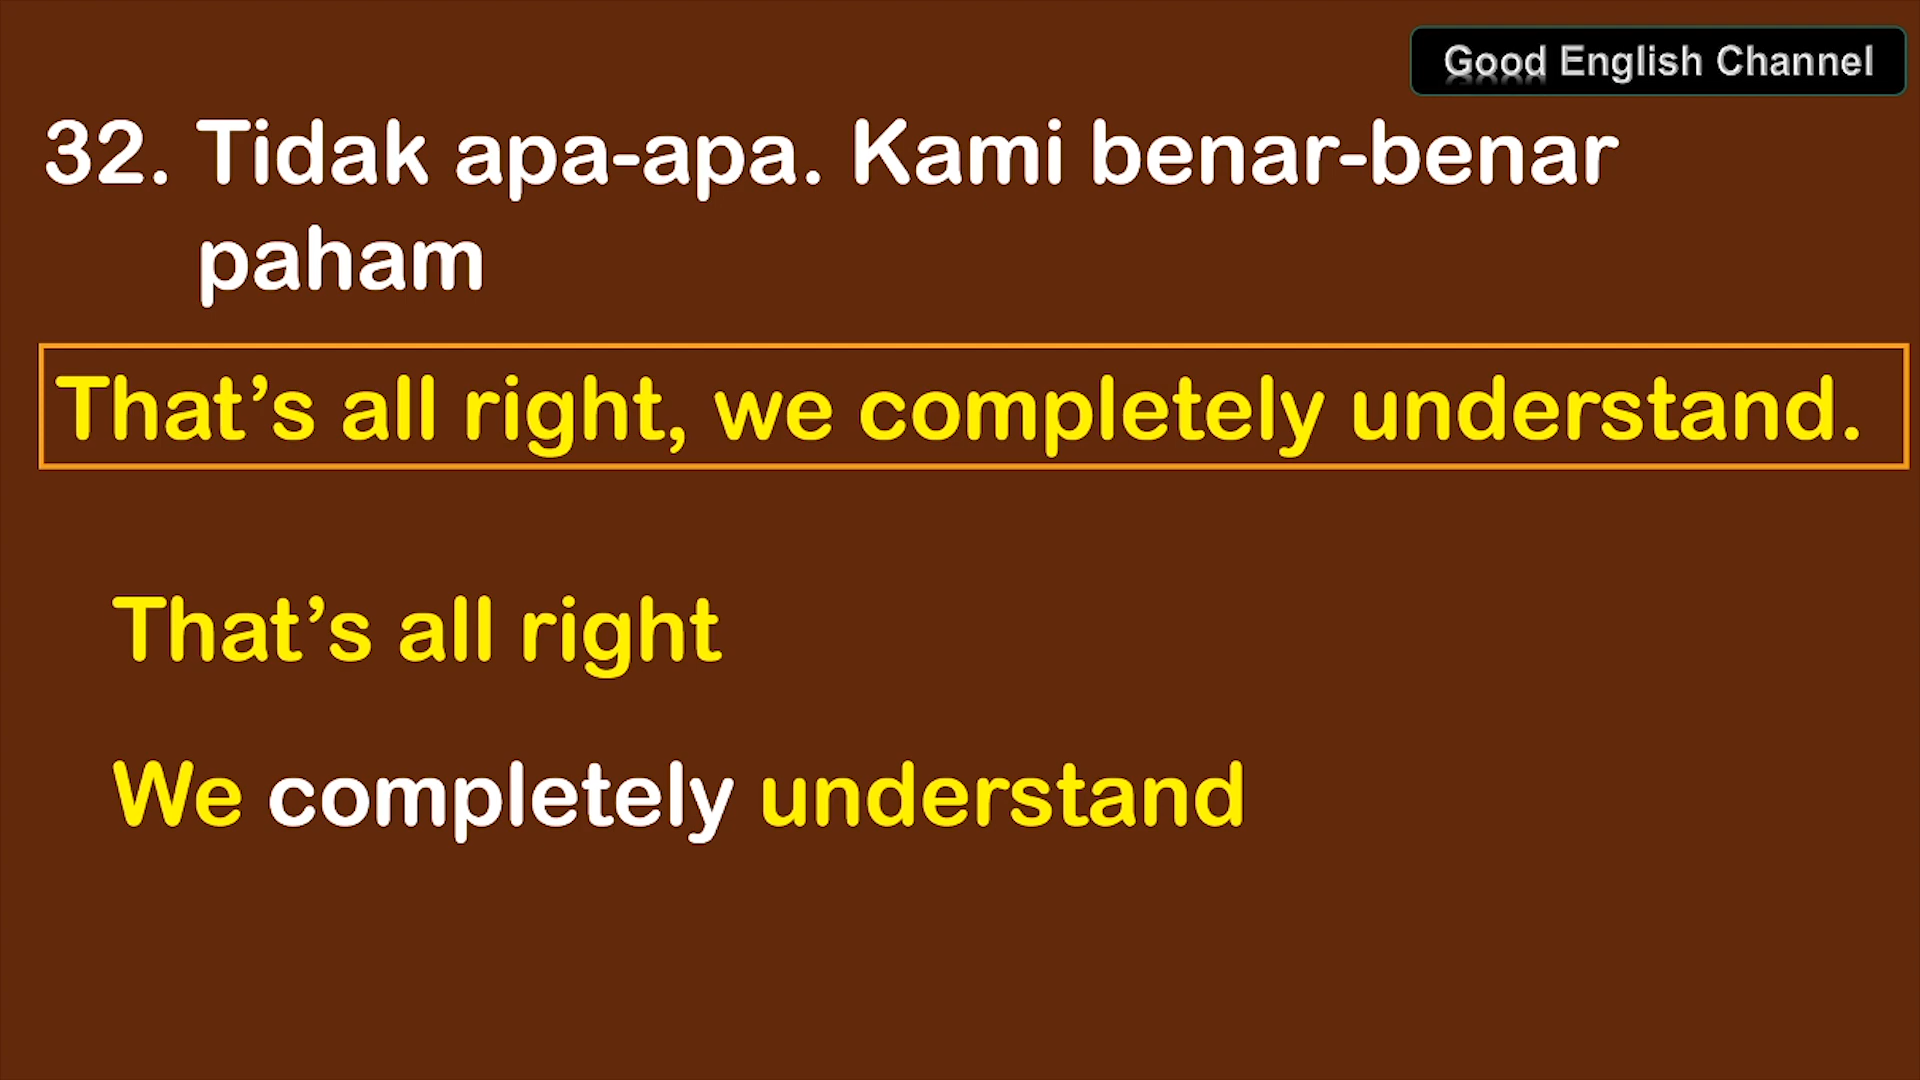 Good English Channel
32. Tidak apa-apa. Kami benar-benar
paham
That’s all right, we completely understand.
That’s all right
We completely understand